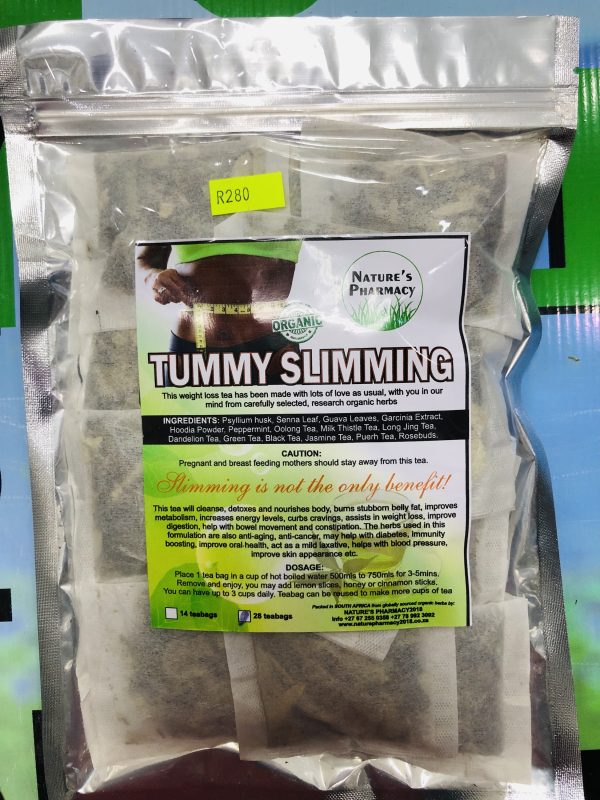 R280
NATURE'S
PHARMACY
ORGANIC
TUMMY SLIMMING
This weight loss tea has been made with lots of love as usual, with you in our
mind from carefully selected, research organic herbs
INGREDIENTS: Psyllium husk, Senna Leaf, Guava Leaves, Garcinia Extract,
Hoodia Powder, Peppermint, Oolong Tea, Milk Thistle Tea, Long Jing Tea,
Dandelion Tea, Green Tea, Black Tea, Jasmine Tea, Puerh Tea, Rosebuds.
CAUTION:
Pregnant and breast feeding mothers should stay away from this tea.
Slimming is not the only benefit!
This tea will cleanse, detoxes and nourishes body, burns stubborn belly fat, improves
metabolism, increases energy levels, curbs cravings, assists in weight loss, improve
digestion, help with bowel movement and constipation. The herbs used in this
formulation are also anti-aging, anti-cancer, may help with diabetes, immunity
boosting, improve oral health, act as a mild laxative, helps with blood pressure,
improve skin appearance etc.
DOSAGE:
Place 1 tea bag in a cup of hot boiled water 500mls to 750mls for 3-5mins
Remove and enjoy, you may add lemon slices, honey or cinnamon sticks.
You can have up to 3 cups daily. Teabag can be reused to make more cups of tea
14 teabags
28 teabags
Packed in SOUTH AFRICA from globally sourced organic herbs by:
NATURE'S PHARMACY2018
www.naturepharmacy2018.co.za